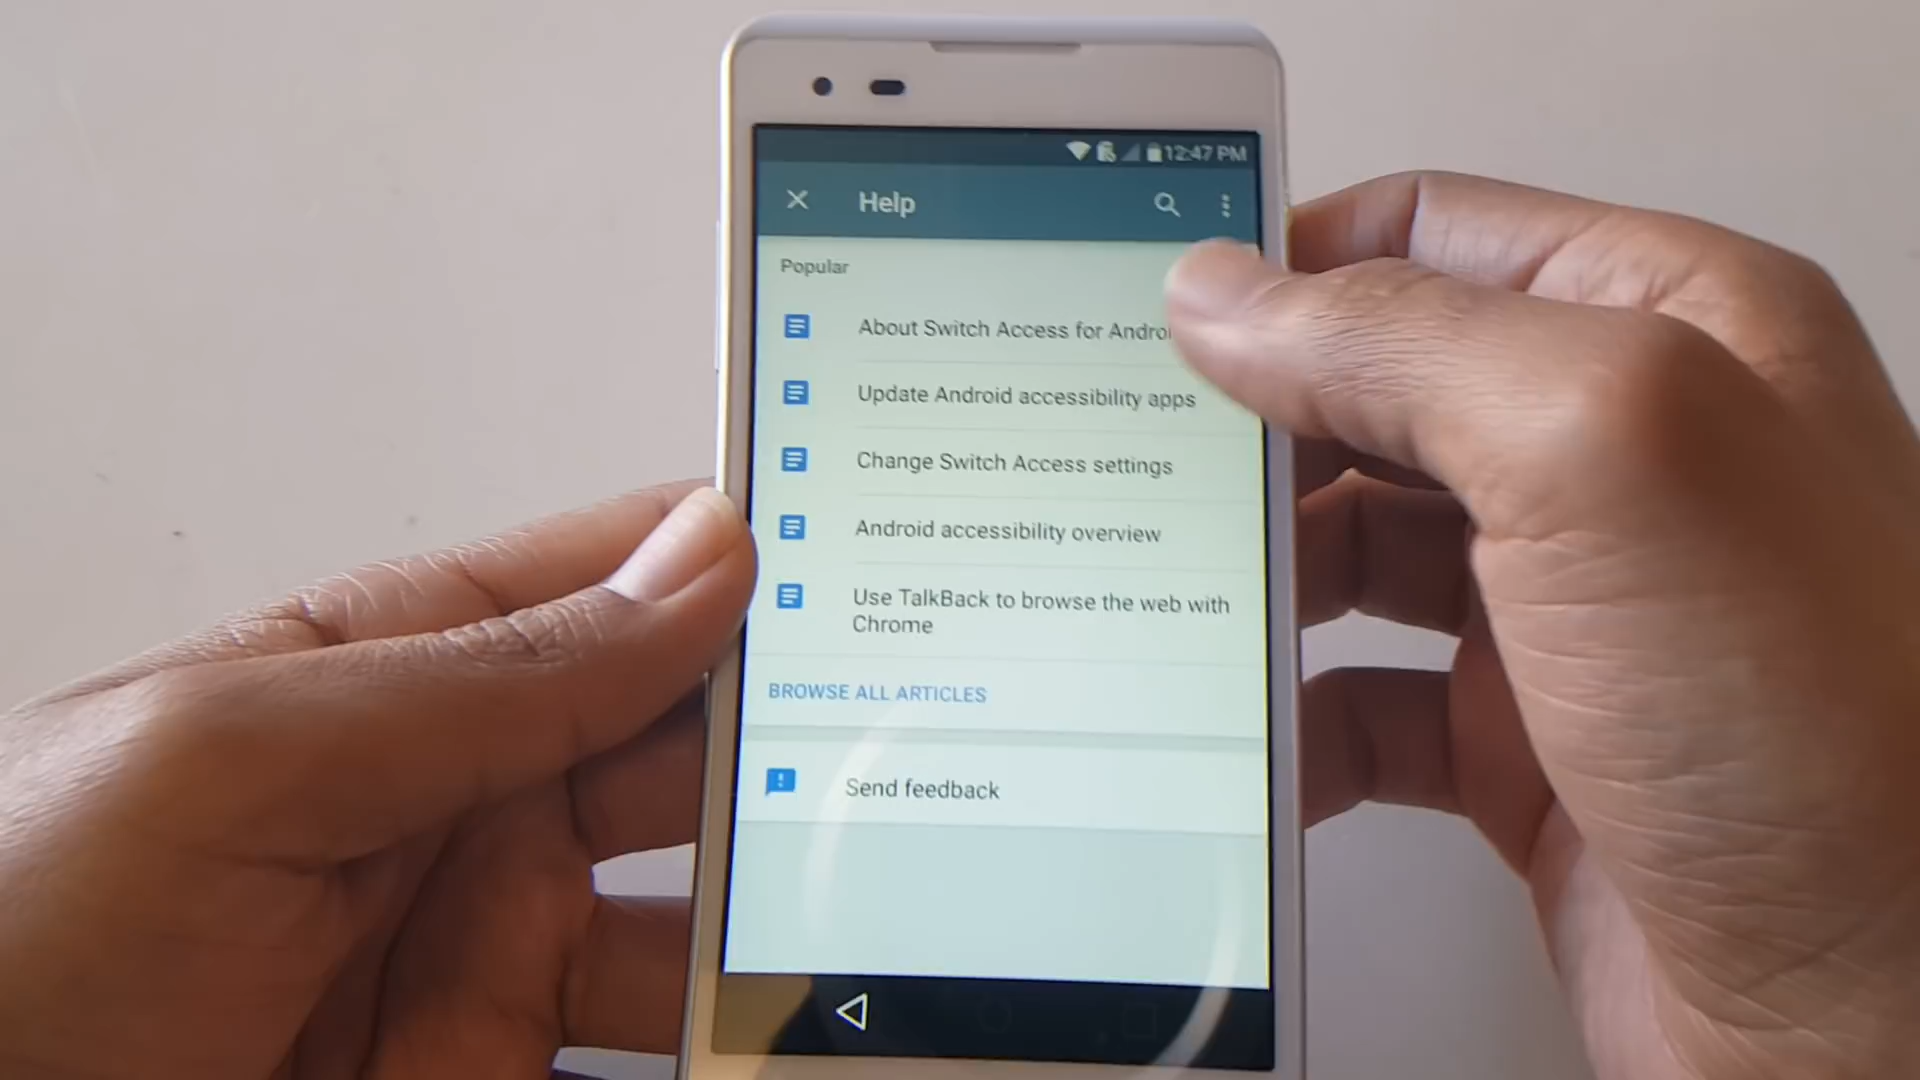 12:47 PM
Help
Popular
About Switch Access for
Update Android accessibility apps
Change Switch Access settings
Android accessibility overview
Use TalkBack to browse the web with
Chrome
BROWSE ALL ARTICLES
Send feedback